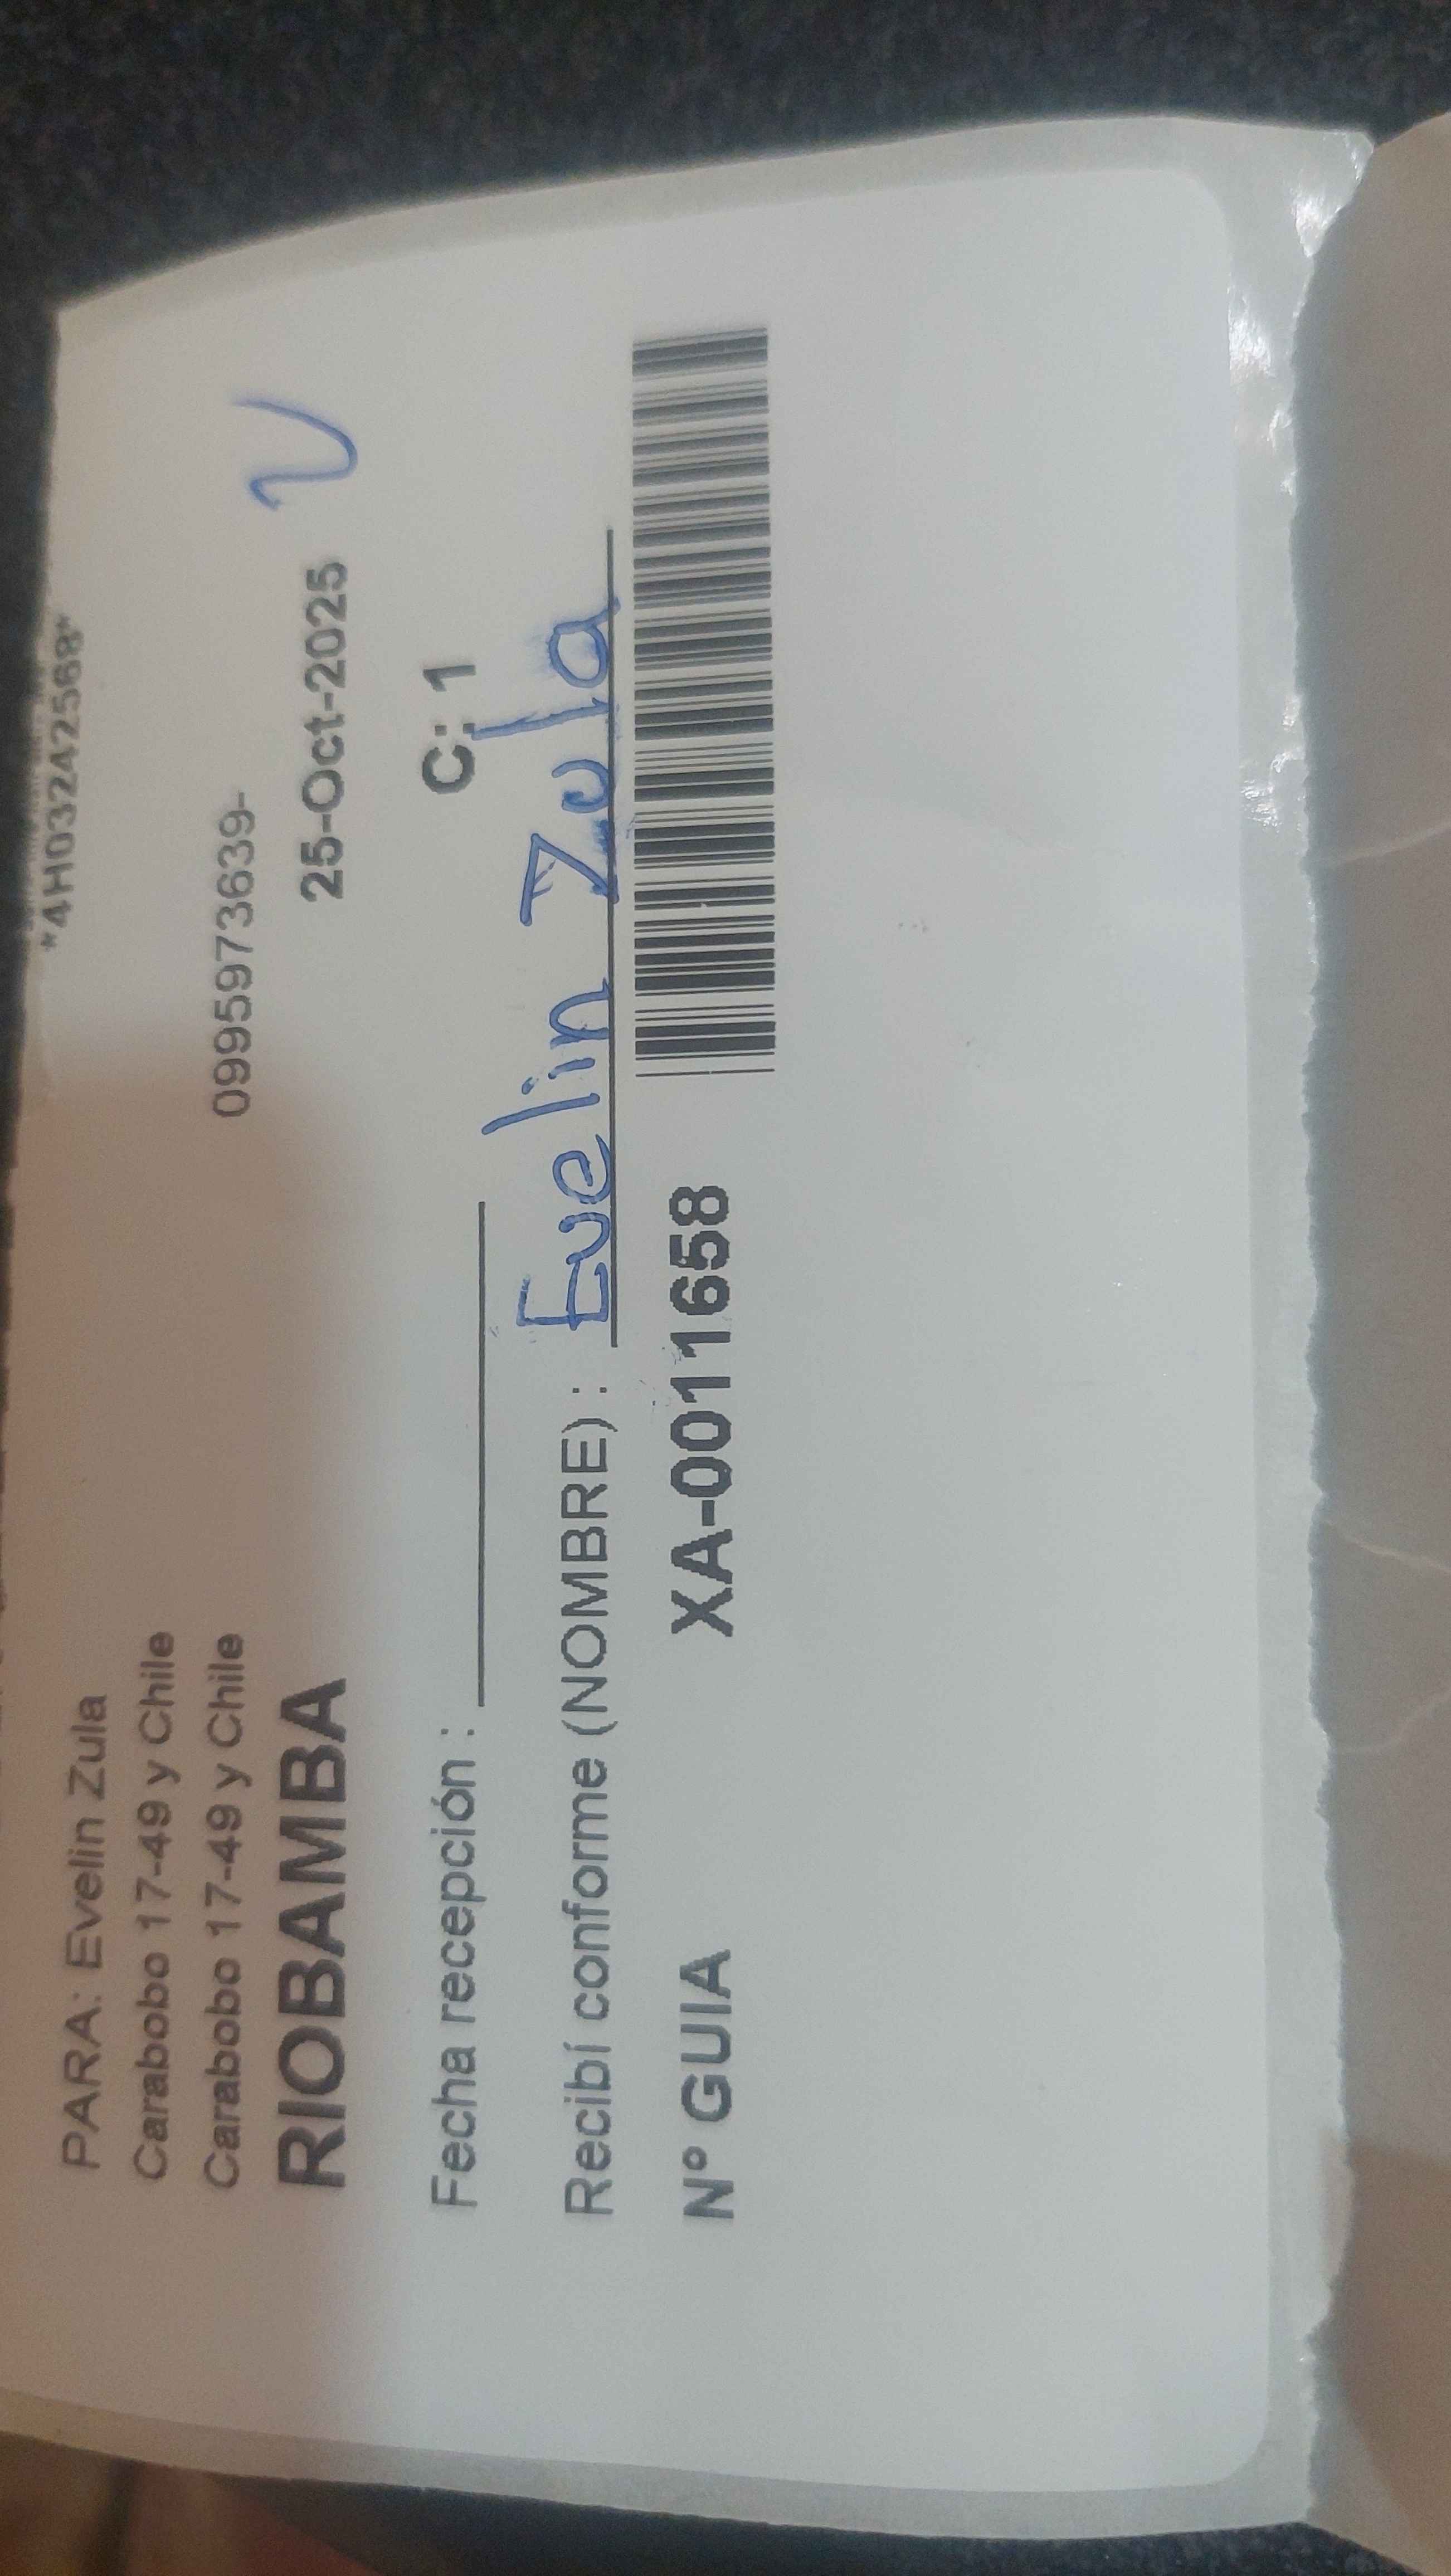 *4H0324242568*
PARA: Evelin Zula
Carabobo 17-49 y Chile
Carabobo 17-49 y Chile 0995973639-
RIOBAMBA 25-Oct-2025
Fecha recepción : C: 1
Recibí conforme (NOMBRE) : Evelin Zula
Nº GUIA XA-0011658